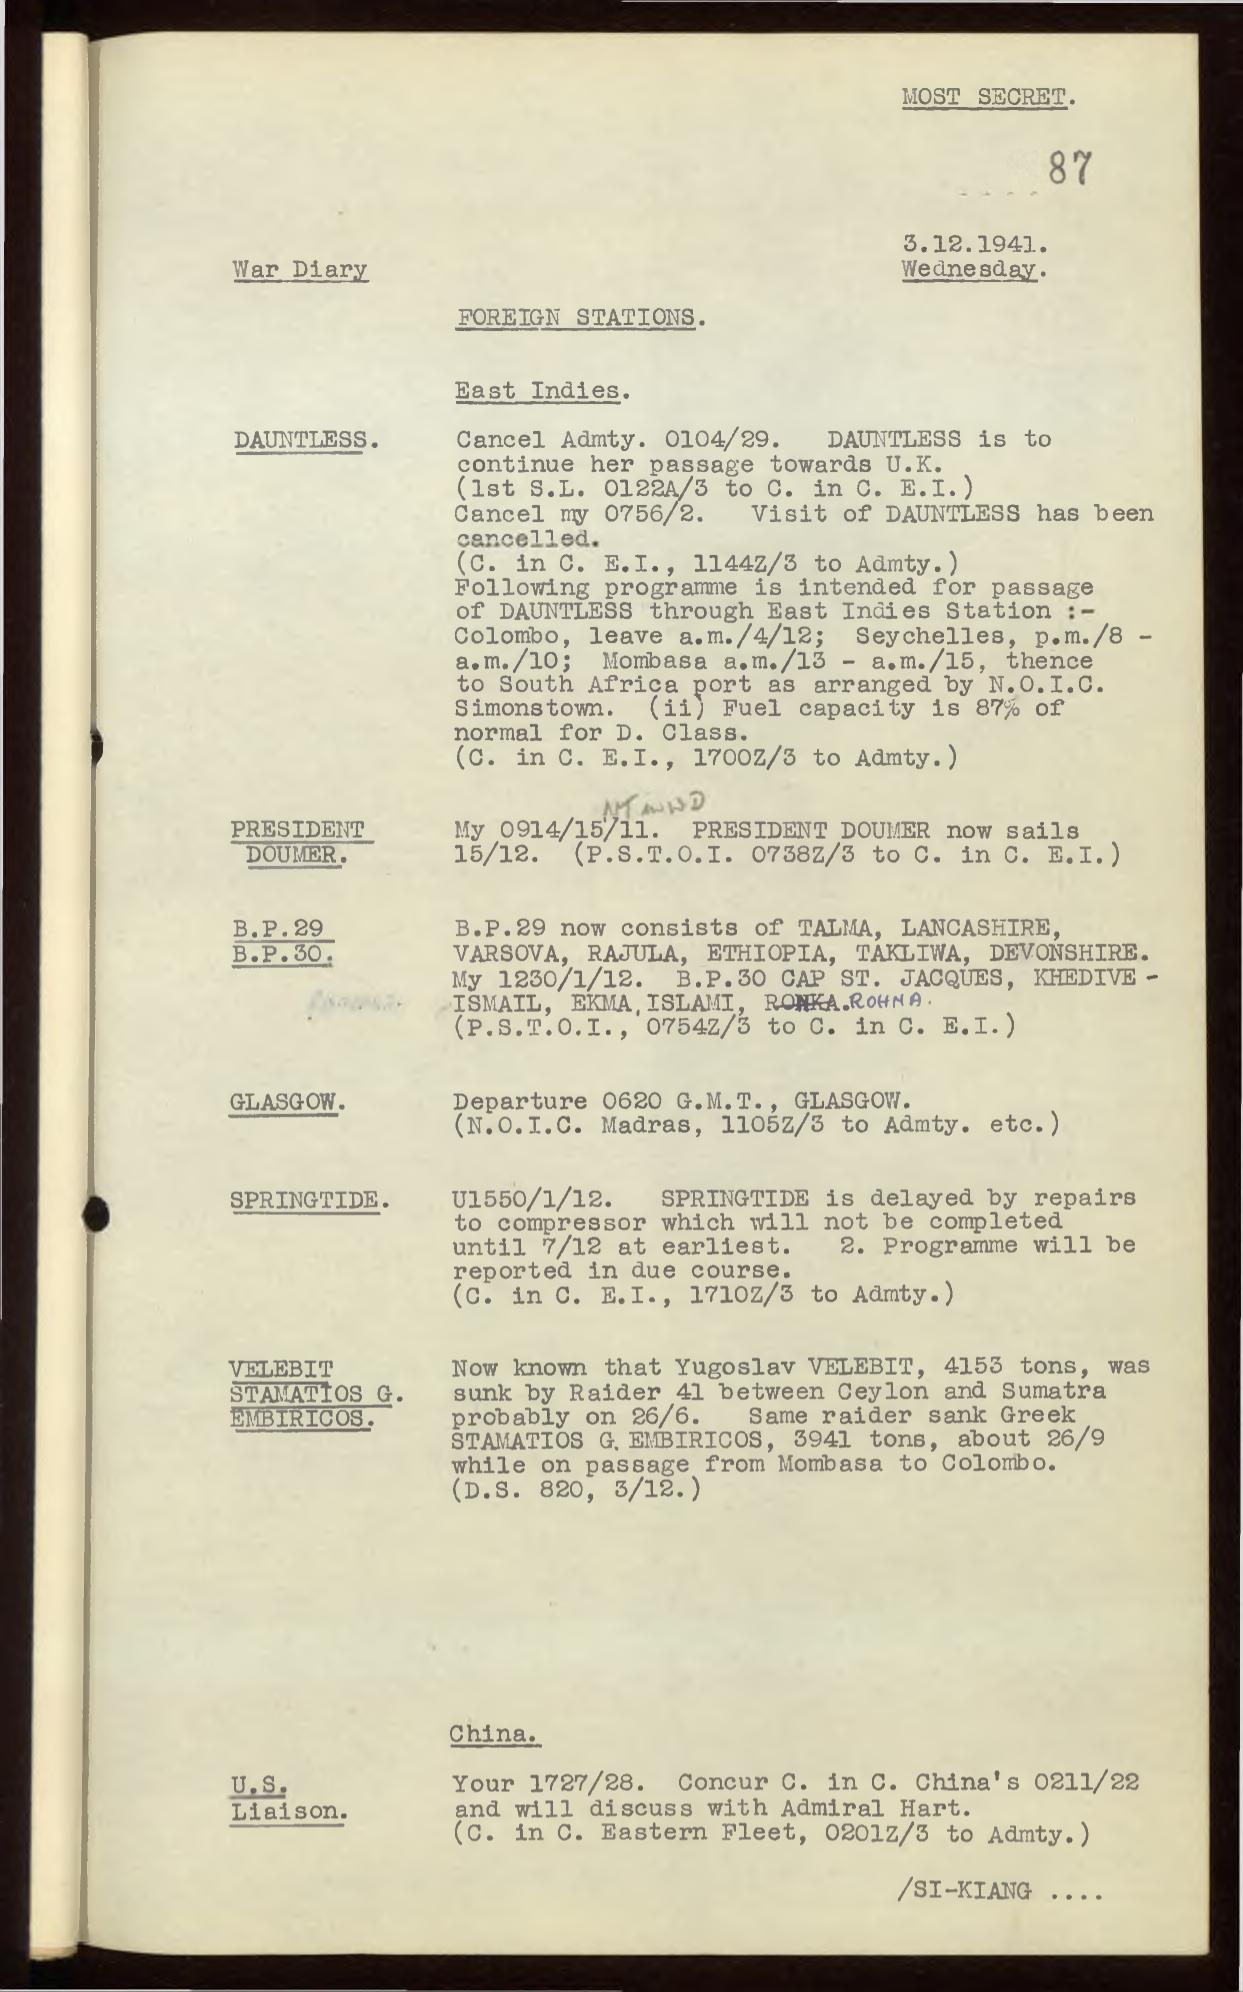 MOST SECRET.
87
3.12.1941.
War Diary
Wednesday.
FOREIGN STATIONS.
East Indies.
DAUNTLESS. Cancel Admty. 0104/29. DAUNTLESS is to
continue her passage towards U.K.
(1st S.L. 0122A/3 to C. in C. E.I.)
Cancel my 0756/2. Visit of DAUNTLESS has been
cancelled.
(C. in C. E.I., 1144Z/3 to Admty.)
Following programme is intended for passage
of DAUNTLESS through East Indies Station :-
Colombo, leave a.m./4/12; Seychelles, p.m./8 -
a.m./10; Mombasa a.m./13 - a.m./15, thence
to South Africa port as arranged by N.O.I.C.
Simonstown. (ii) Fuel capacity is 87% of
normal for D. Class.
(C. in C. E.I., 1700Z/3 to Admty.)
PRESIDENT My 0914/15/11. PRESIDENT DOUMER now sails
DOUMER. 15/12. (P.S.T.O.I. 0738Z/3 to C. in C. E.I.)
B.P.29 B.P.29 now consists of TALMA, LANCASHIRE,
B.P.30. VARSOVA, RAJULA, ETHIOPIA, TAKLIWA, DEVONSHIRE.
My 1230/1/12. B.P.30 CAP ST. JACQUES, KHEDIVE -
ISMAIL, EKMA, ISLAMI, RONKA. ROHNA.
(P.S.T.O.I., 0754Z/3 to C. in C. E.I.)
GLASGOW. Departure 0620 G.M.T., GLASGOW.
(N.O.I.C. Madras, 1105Z/3 to Admty. etc.)
SPRINGTIDE. U1550/1/12. SPRINGTIDE is delayed by repairs
to compressor which will not be completed
until 7/12 at earliest. 2. Programme will be
reported in due course.
(C. in C. E.I., 1710Z/3 to Admty.)
VELEBIT Now known that Yugoslav VELEBIT, 4153 tons, was
STAMATIOS G. sunk by Raider 41 between Ceylon and Sumatra
EMBIRICOS. probably on 26/6. Same raider sank Greek
STAMATIOS G. EMBIRICOS, 3941 tons, about 26/9
while on passage from Mombasa to Colombo.
(D.S. 820, 3/12.)
China.
U.S. Your 1727/28. Concur C. in C. China's 0211/22
Liaison. and will discuss with Admiral Hart.
(C. in C. Eastern Fleet, 0201Z/3 to Admty.)
/SI-KIANG ....